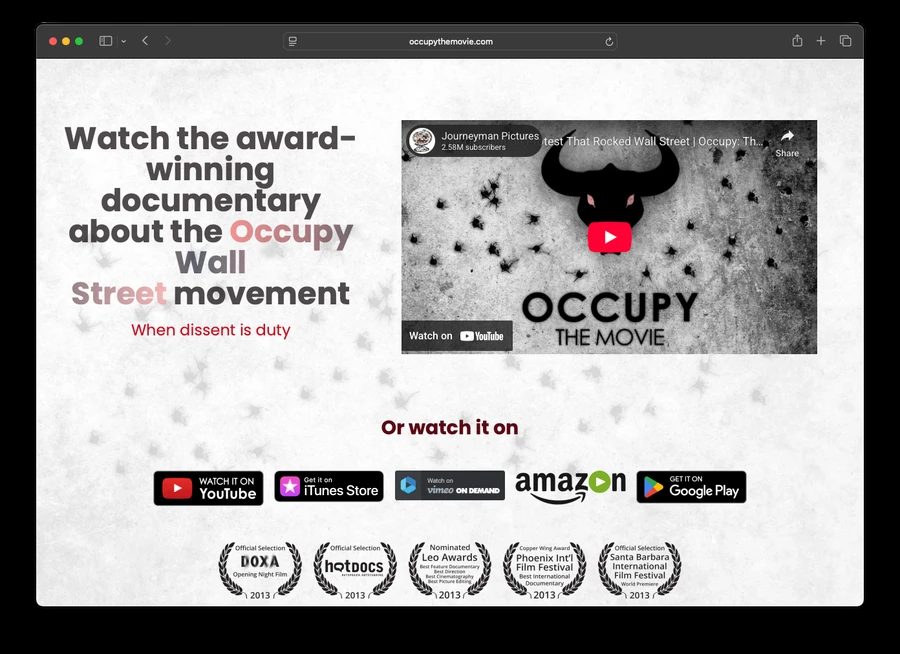 occupythemovie.com
Watch the award-
winning
documentary
about the Occupy
Wall
Street movement
When dissent is duty
Journeyman Pictures
2.58M subscribers
test That Rocked Wall Street | Occupy: Th...
Share
OCCUPY
THE MOVIE
Watch on YouTube
Or watch it on
WATCH IT ON
YouTube
Get it on
iTunes Store
Watch on
vimeo ON DEMAND
amazon
GET IT ON
Google Play
Official Selection
DOXA
Opening Night Film
2013
Official Selection
hotDOCS
2013
Nominated
Leo Awards
Best Feature Documentary
Best Direction
Best Cinematography
Best Picture Editing
2013
Copper Wing Award
Phoenix Int'l
Film Festival
Best International
Documentary
2013
Official Selection
Santa Barbara
International
Film Festival
World Premiere
2013